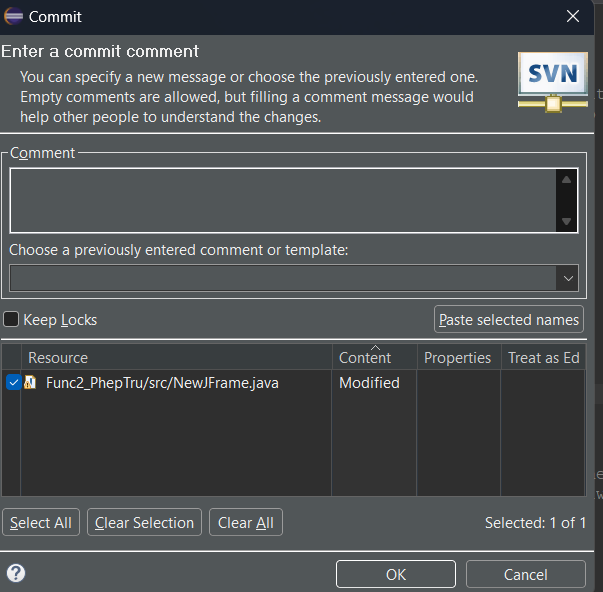 Commit
Enter a commit comment
You can specify a new message or choose the previously entered one.
Empty comments are allowed, but filling a comment message would
help other people to understand the changes.
SVN
Comment
Choose a previously entered comment or template:
Keep Locks
Paste selected names
Resource Content Properties Treat as Ed
Func2_PhepTru/src/NewJFrame.java Modified
Select All Clear Selection Clear All Selected: 1 of 1
? OK Cancel